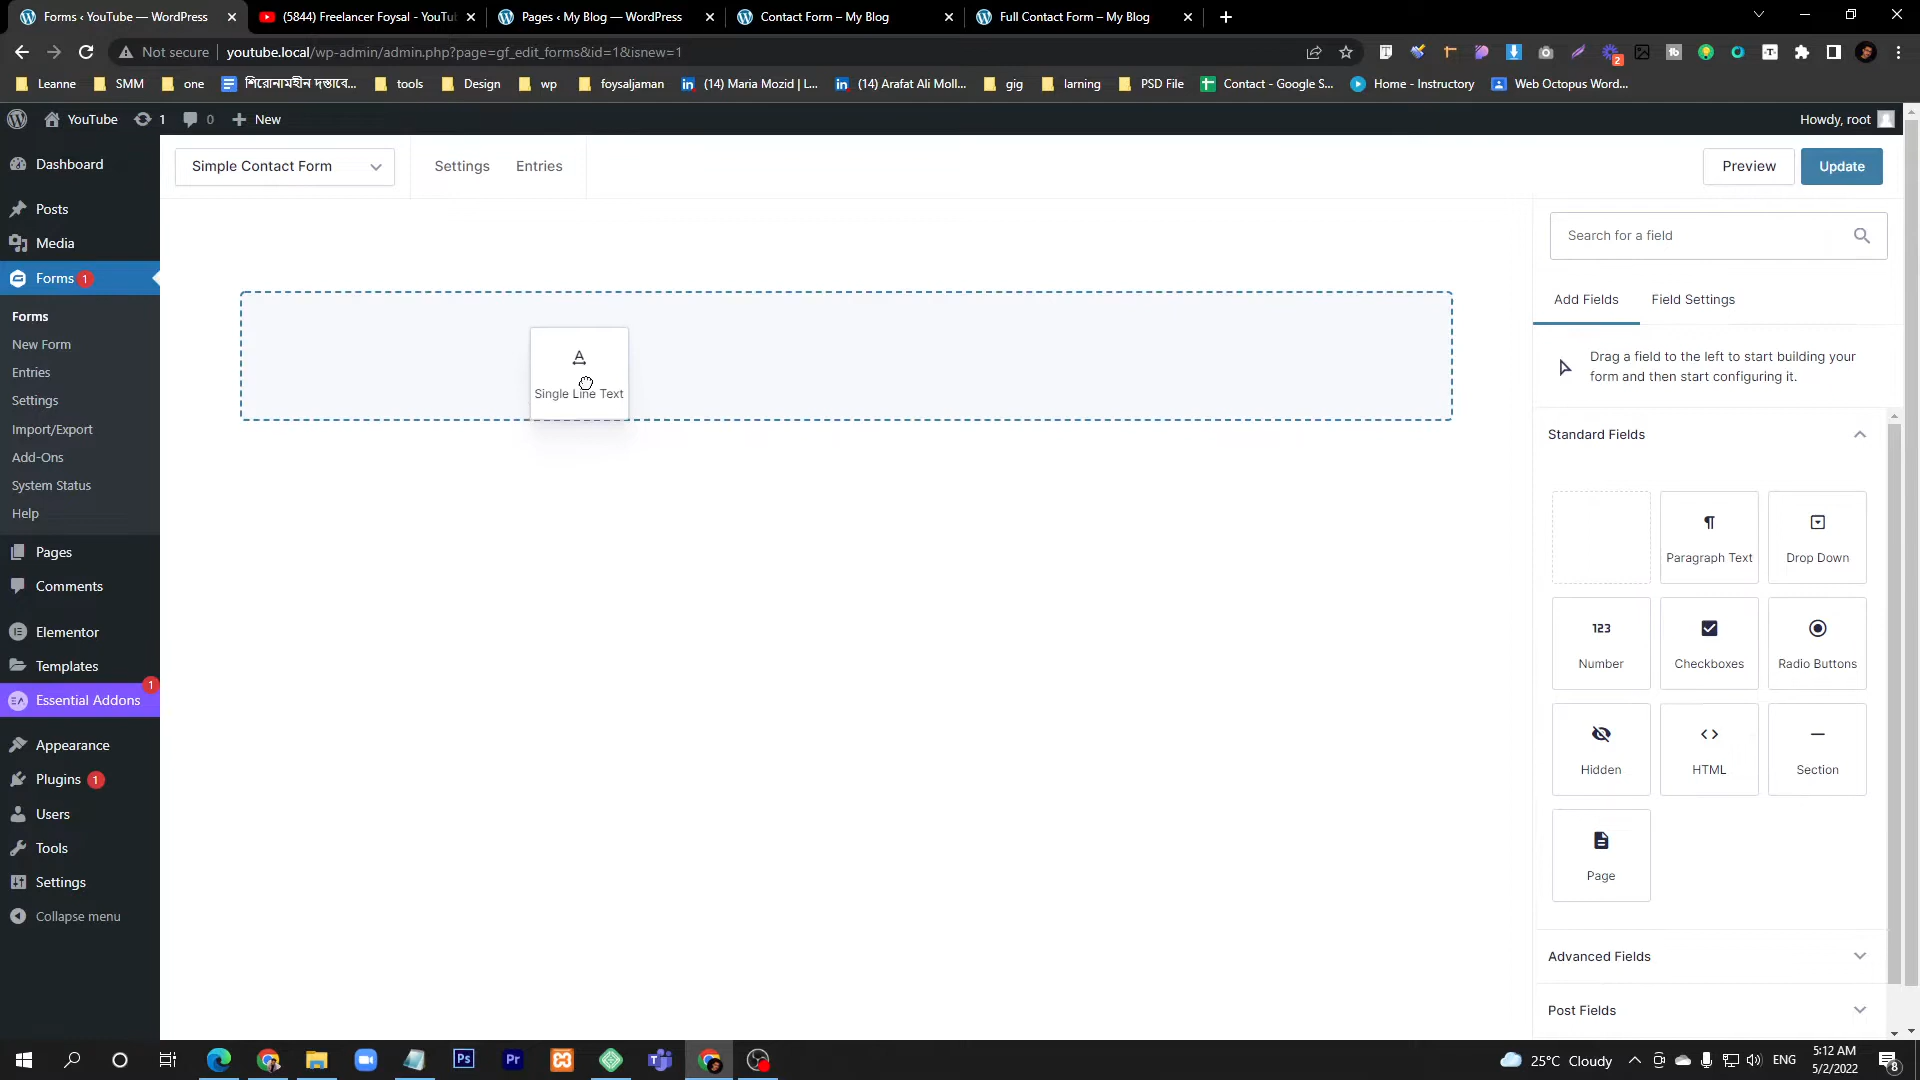 Forms ‹ YouTube — WordPress
(5844) Freelancer Foysal - YouTu
Pages ‹ My Blog — WordPress
Contact Form – My Blog
Full Contact Form – My Blog
Not secure
youtube.local/wp-admin/admin.php?page=gf_edit_forms&id=1&isnew=1
2
Leanne
SMM
one
শিরোনামহীন দস্তাবে...
tools
Design
wp
foysaljaman
(14) Maria Mozid | L...
(14) Arafat Ali Moll...
gig
larning
PSD File
Contact - Google S...
Home - Instructory
Web Octopus Word...
YouTube
1
0
New
Howdy, root
Dashboard
Posts
Media
Forms 1
Forms
New Form
Entries
Settings
Import/Export
Add-Ons
System Status
Help
Pages
Comments
Elementor
Templates
Essential Addons 1
Appearance
Plugins 1
Users
Tools
Settings
Collapse menu
Simple Contact Form
Settings
Entries
Preview
Update
Single Line Text
Search for a field
Add Fields
Field Settings
Drag a field to the left to start building your
form and then start configuring it.
Standard Fields
Paragraph Text
Drop Down
123
Number
Checkboxes
Radio Buttons
Hidden
HTML
Section
Page
Advanced Fields
Post Fields
Ps
Pr
25°C Cloudy
ENG
5:12 AM
5/2/2022
8